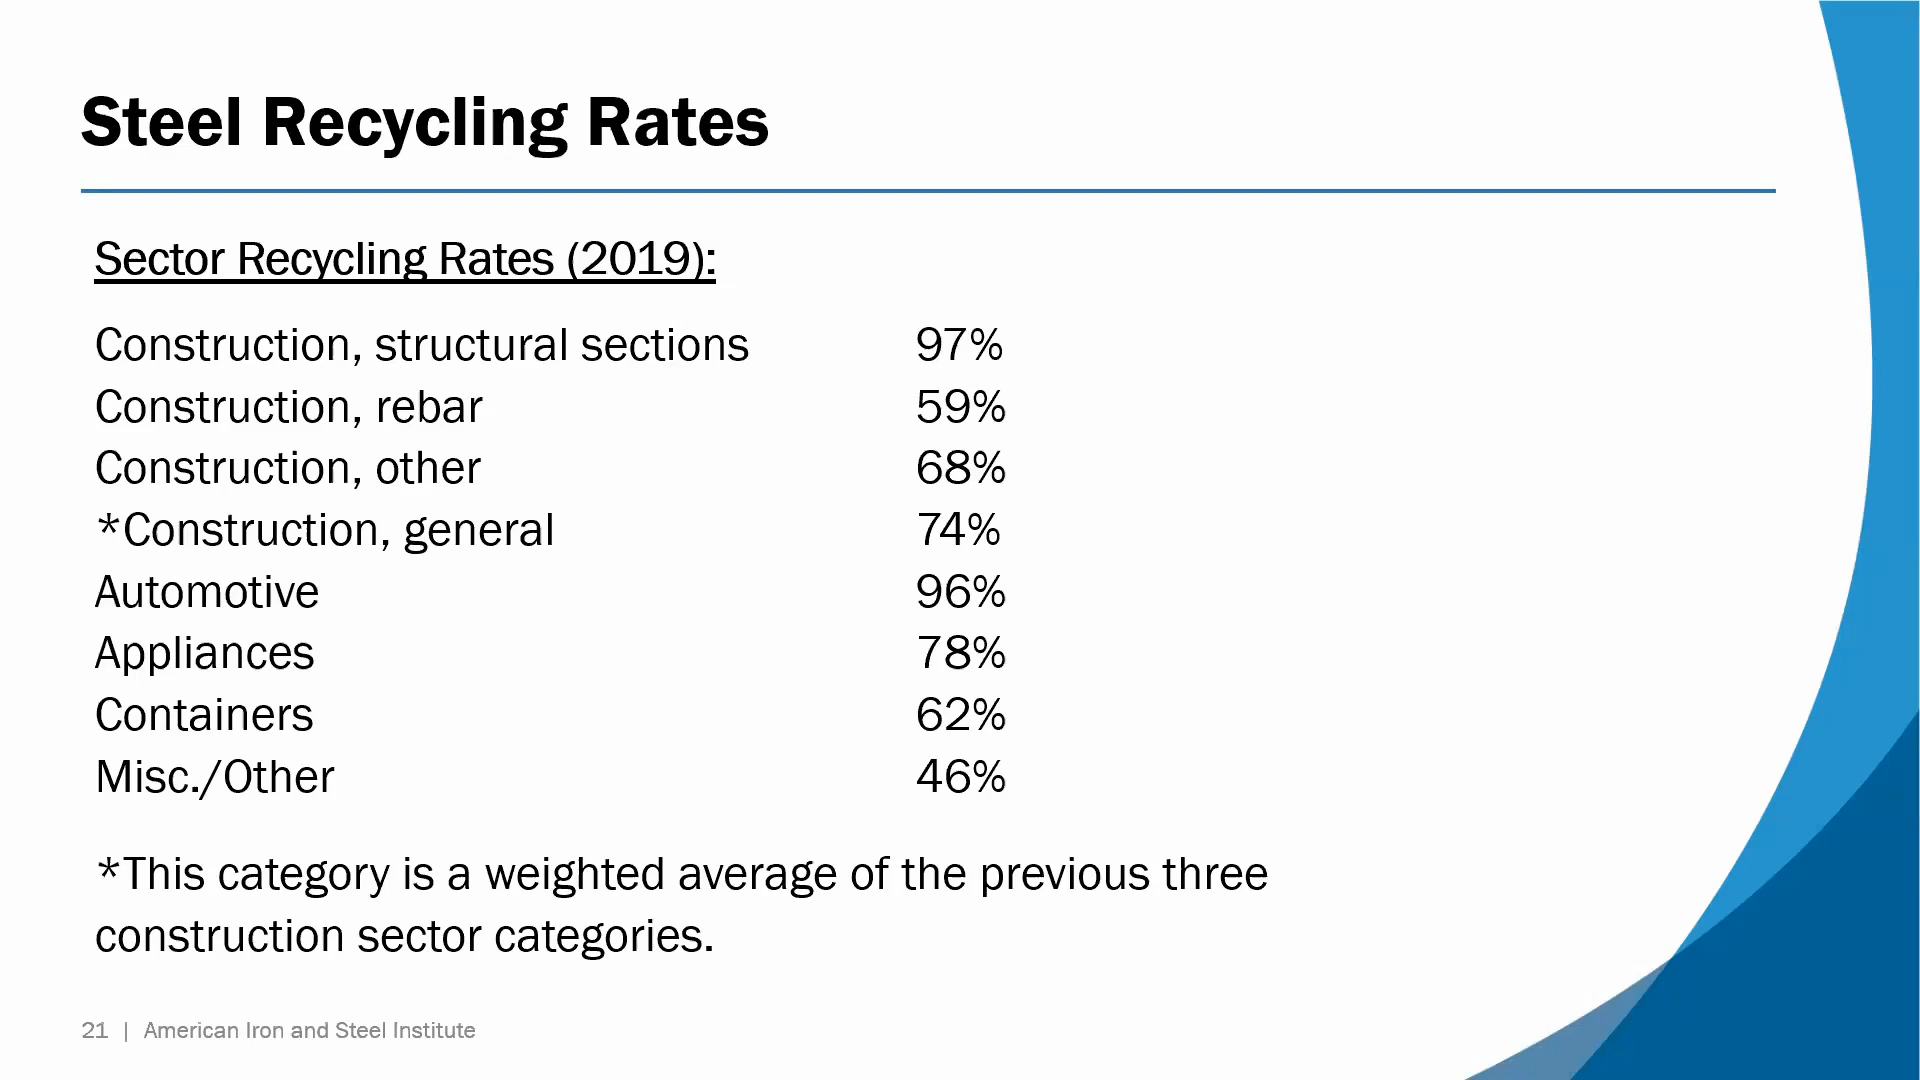 Steel Recycling Rates
Sector Recycling Rates (2019):
Construction, structural sections 97%
Construction, rebar 59%
Construction, other 68%
*Construction, general 74%
Automotive 96%
Appliances 78%
Containers 62%
Misc./Other 46%
*This category is a weighted average of the previous three
construction sector categories.
21 | American Iron and Steel Institute